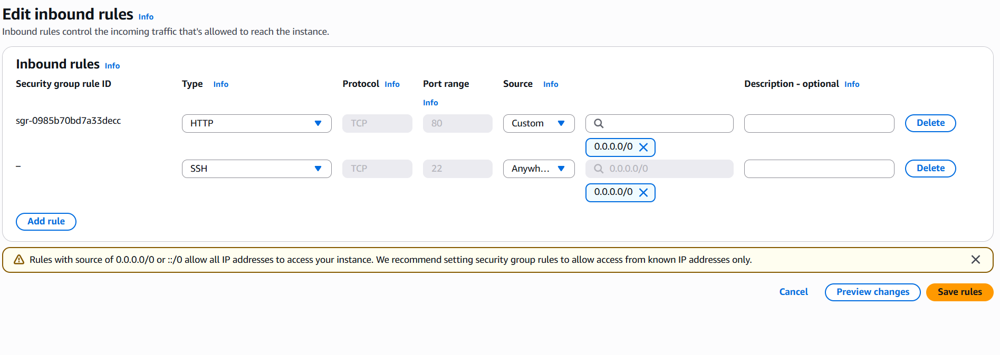 Edit inbound rules Info
Inbound rules control the incoming traffic that's allowed to reach the instance.
Inbound rules Info
Security group rule ID Type Info Protocol Info Port range Info Source Info Description - optional Info
sgr-0985b70bd7a33decc HTTP TCP 80 Custom Delete
0.0.0.0/0
– SSH TCP 22 Anywh... 0.0.0.0/0 Delete
0.0.0.0/0
Add rule
Rules with source of 0.0.0.0/0 or ::/0 allow all IP addresses to access your instance. We recommend setting security group rules to allow access from known IP addresses only.
Cancel Preview changes Save rules